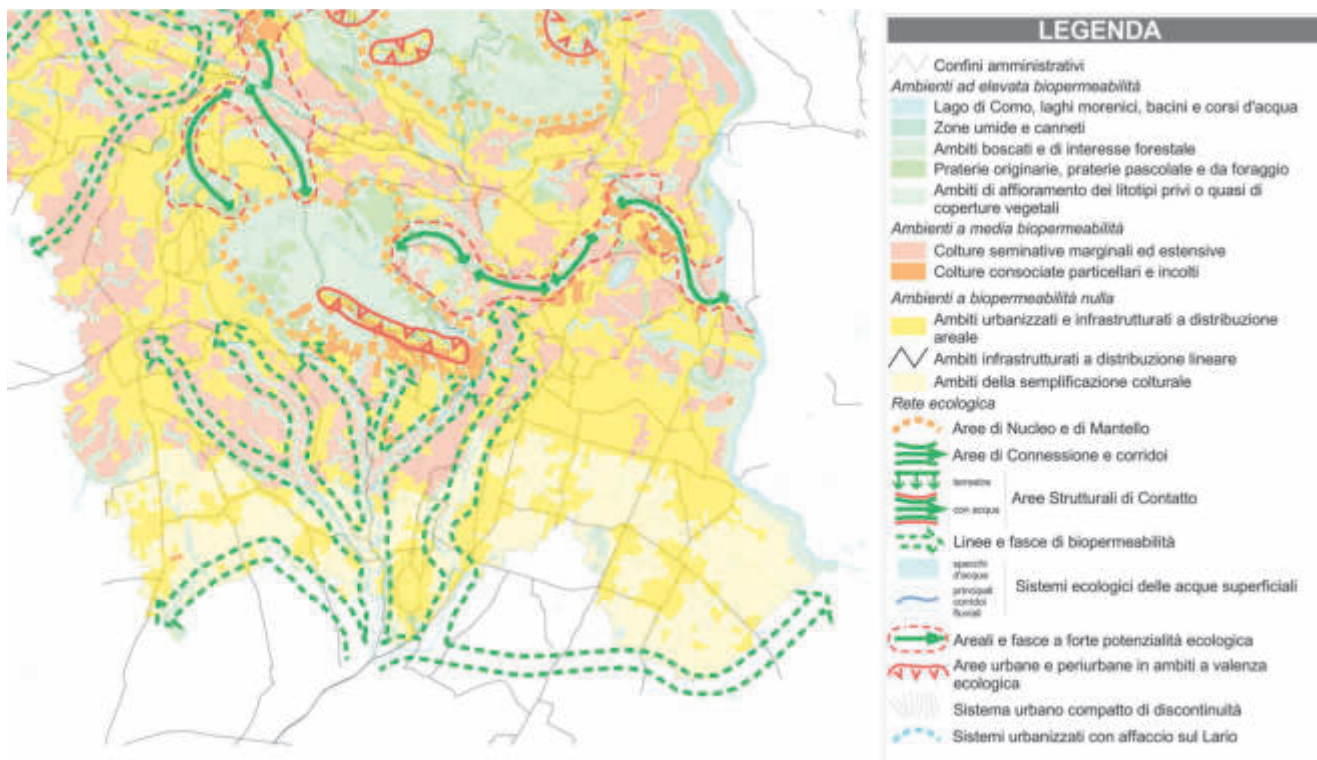 LEGENDA
Confini amministrativi
Ambienti ad elevata biopermeabilità
Lago di Como, laghi morenici, bacini e corsi d'acqua
Zone umide e canneti
Ambiti boscati e di interesse forestale
Praterie originarie, praterie pascolate e da foraggio
Ambiti di affioramento dei litotipi privi o quasi di
coperture vegetali
Ambienti a media biopermeabilità
Colture seminative marginali ed estensive
Colture consociate particellari e incolti
Ambienti a biopermeabilità nulla
Ambiti urbanizzati e infrastrutturati a distribuzione
areale
Ambiti infrastrutturati a distribuzione lineare
Ambiti della semplificazione colturale
Rete ecologica
Aree di Nucleo e di Mantello
Aree di Connessione e corridoi
terrestre
Aree Strutturali di Contatto
con acque
Linee e fasce di biopermeabilità
specchi
d'acque
Sistemi ecologici delle acque superficiali
principali
corridoi
fluviali
Areali e fasce a forte potenzialità ecologica
Aree urbane e periurbane in ambiti a valenza
ecologica
Sistema urbano compatto di discontinuità
Sistemi urbanizzati con affaccio sul Lario